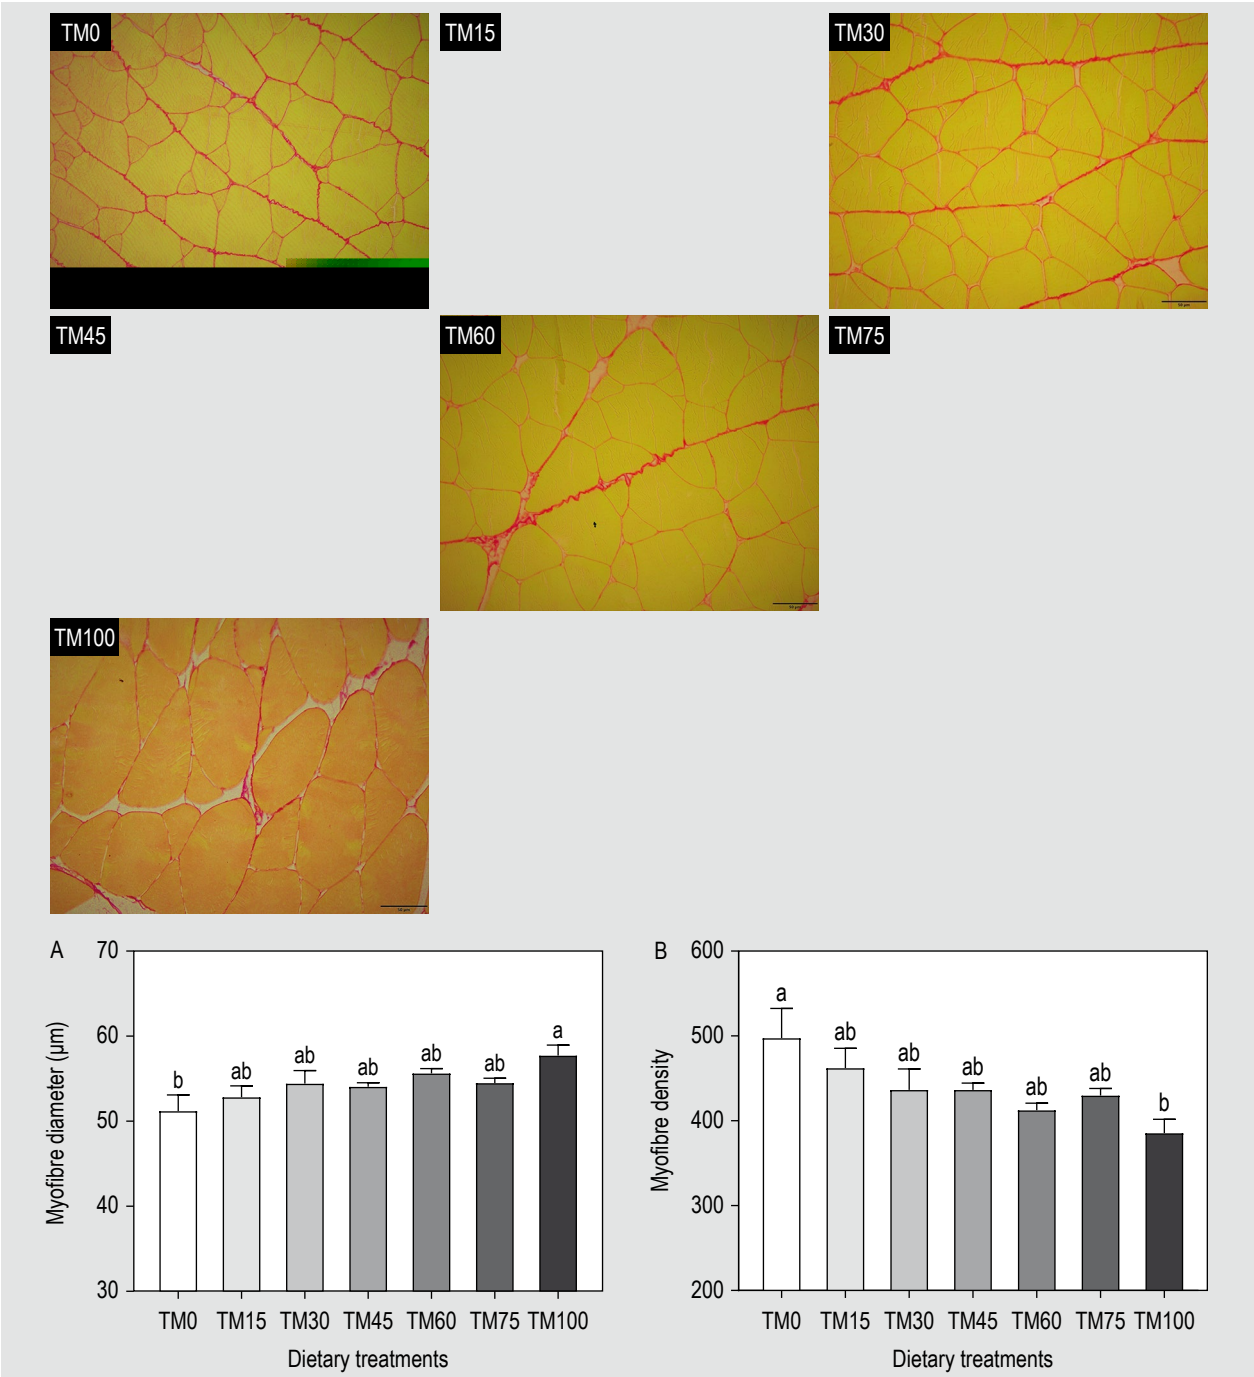 TM0 TM15 TM30
TM45 TM60 TM75
TM100
A
70
60
50
40
30
Myofibre diameter (µm)
b ab ab ab ab ab a
TM0 TM15 TM30 TM45 TM60 TM75 TM100
Dietary treatments
B
600
500
400
300
200
Myofibre density
a ab ab ab ab ab b
TM0 TM15 TM30 TM45 TM60 TM75 TM100
Dietary treatments